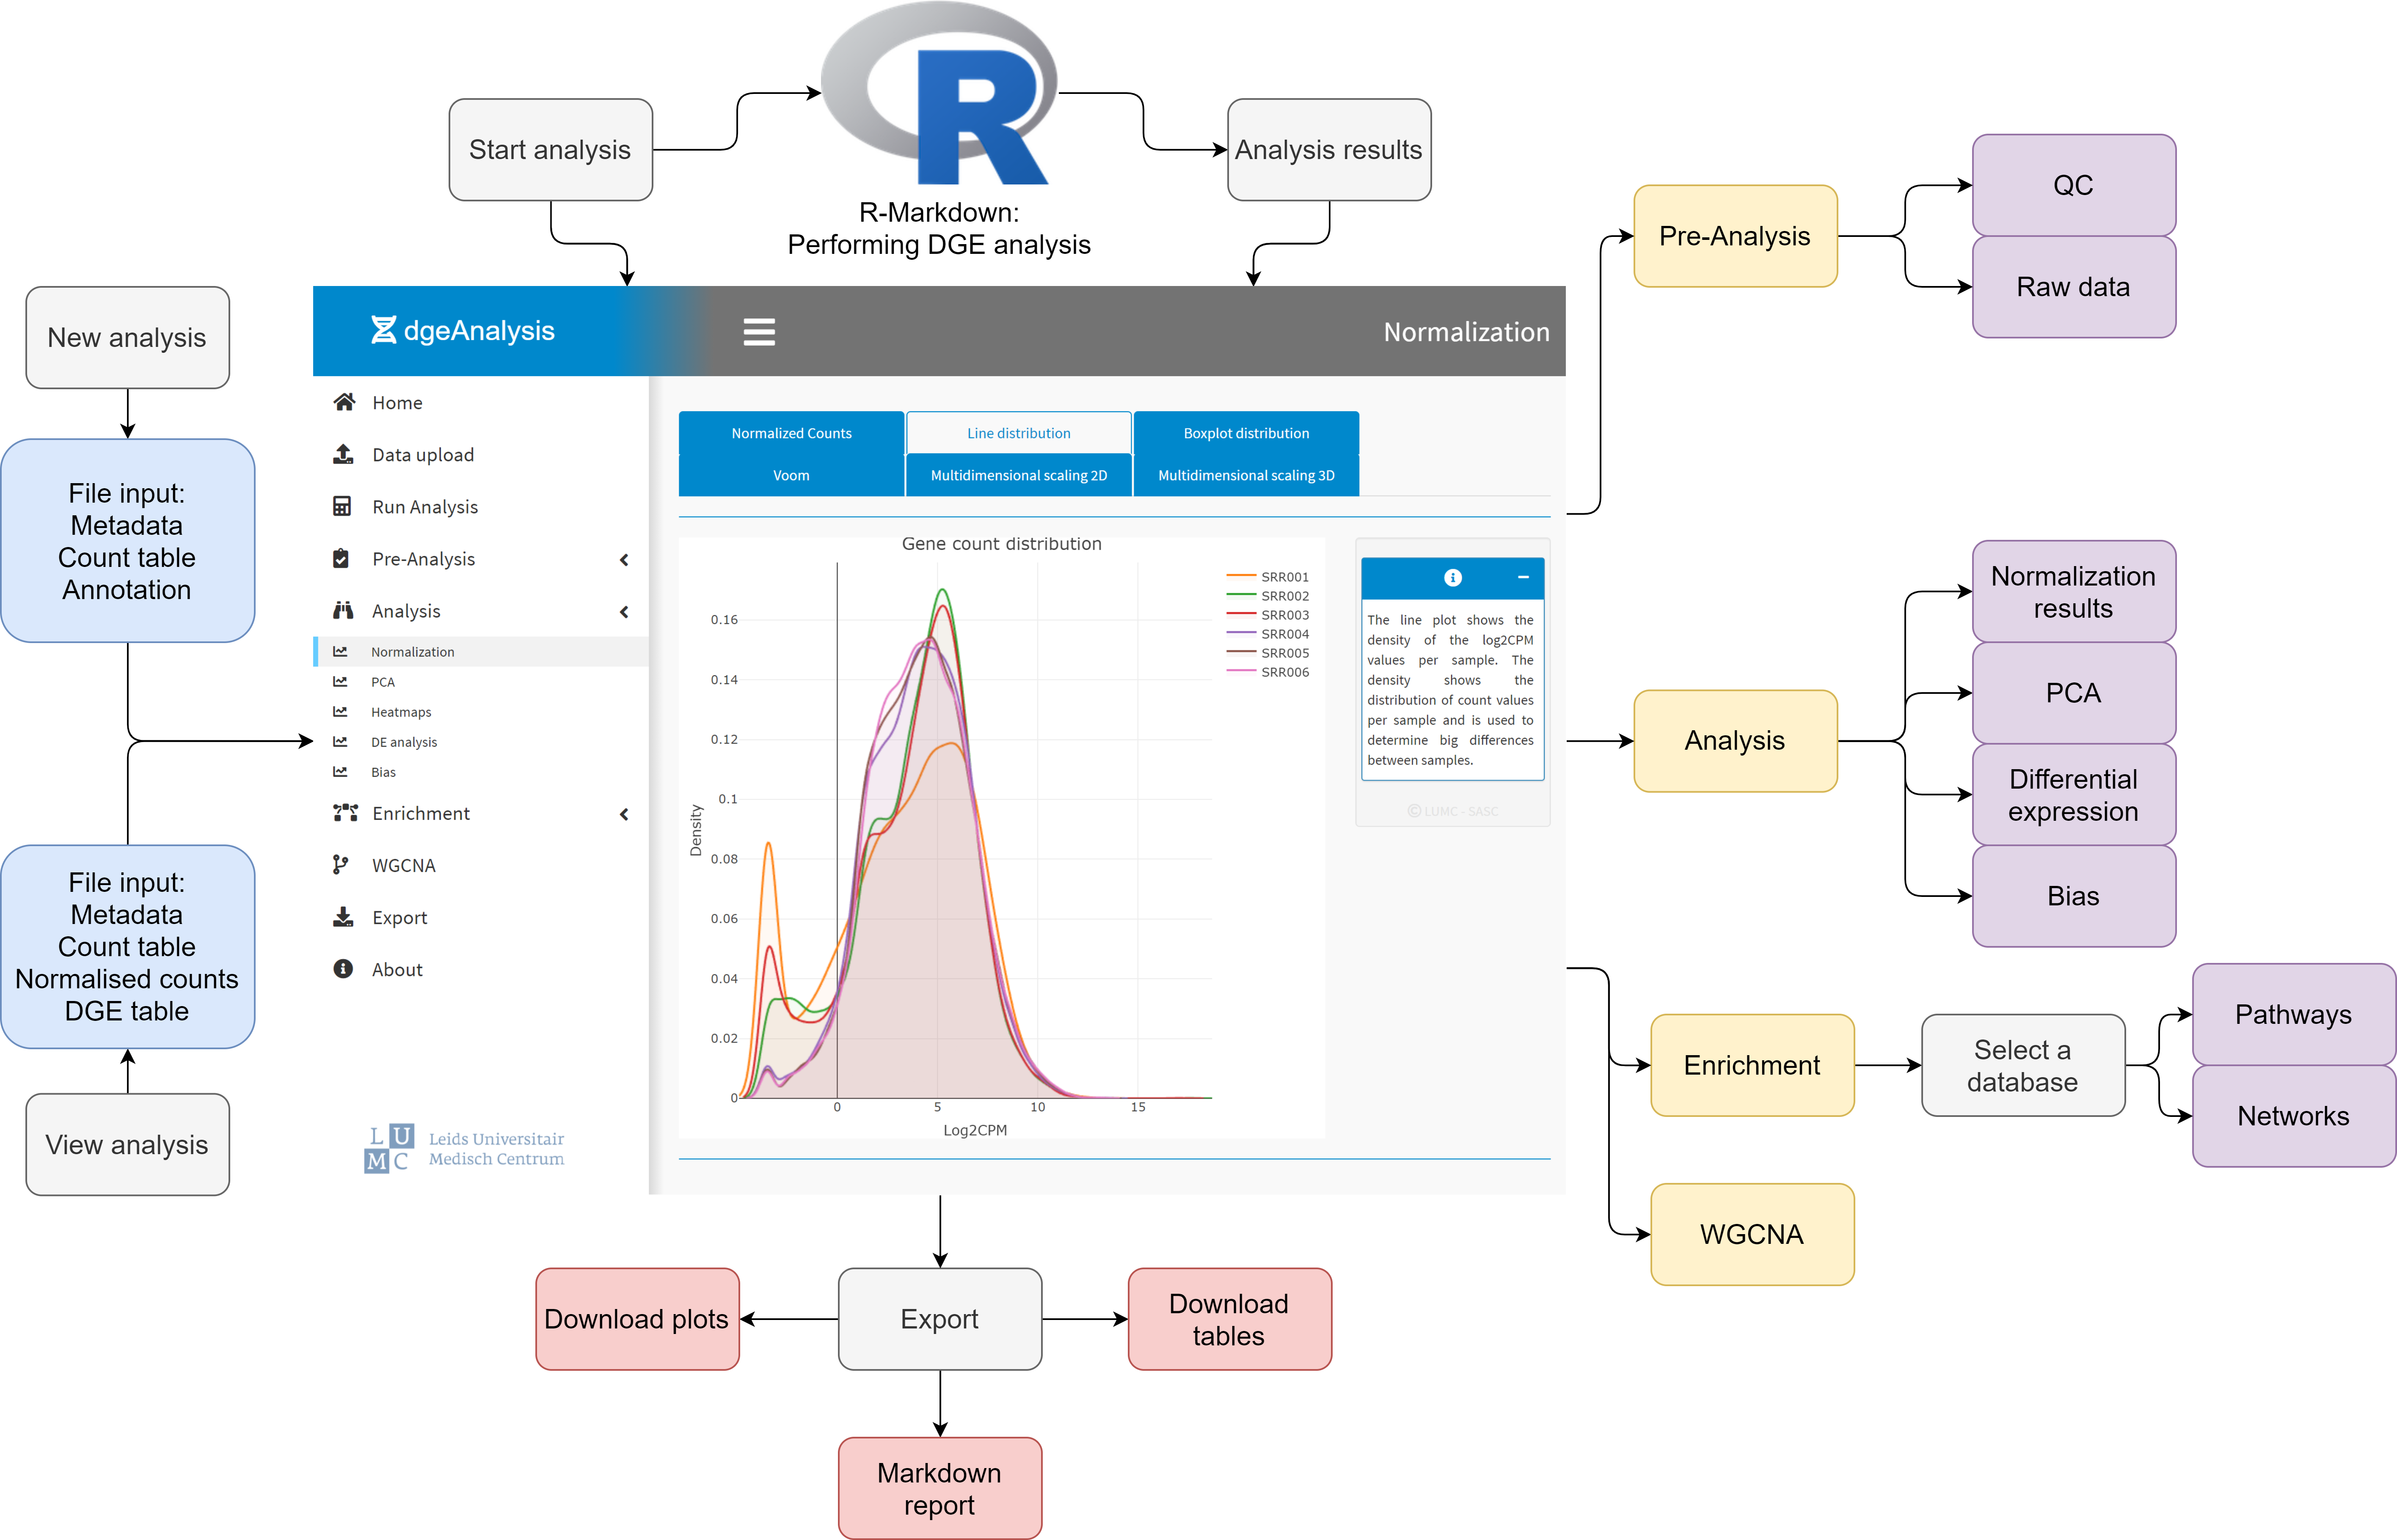 Start analysis
R
Analysis results
R-Markdown:
Performing DGE analysis
New analysis
File input:
Metadata
Count table
Annotation
File input:
Metadata
Count table
Normalised counts
DGE table
View analysis
dgeAnalysis
Normalization
Home
Data upload
Run Analysis
Pre-Analysis
Analysis
Normalization
PCA
Heatmaps
DE analysis
Bias
Enrichment
WGCNA
Export
About
L U
M C
Leids Universitair
Medisch Centrum
Normalized Counts
Line distribution
Boxplot distribution
Voom
Multidimensional scaling 2D
Multidimensional scaling 3D
Gene count distribution
SRR001
SRR002
SRR003
SRR004
SRR005
SRR006
0.16
0.14
0.12
0.1
0.08
0.06
0.04
0.02
0
Density
0
5
10
15
Log2CPM
The line plot shows the
density of the log2CPM
values per sample. The
density shows the
distribution of count values
per sample and is used to
determine big differences
between samples.
© LUMC - SASC
Pre-Analysis
QC
Raw data
Analysis
Normalization
results
PCA
Differential
expression
Bias
Enrichment
Select a
database
Pathways
Networks
WGCNA
Download plots
Export
Download
tables
Markdown
report